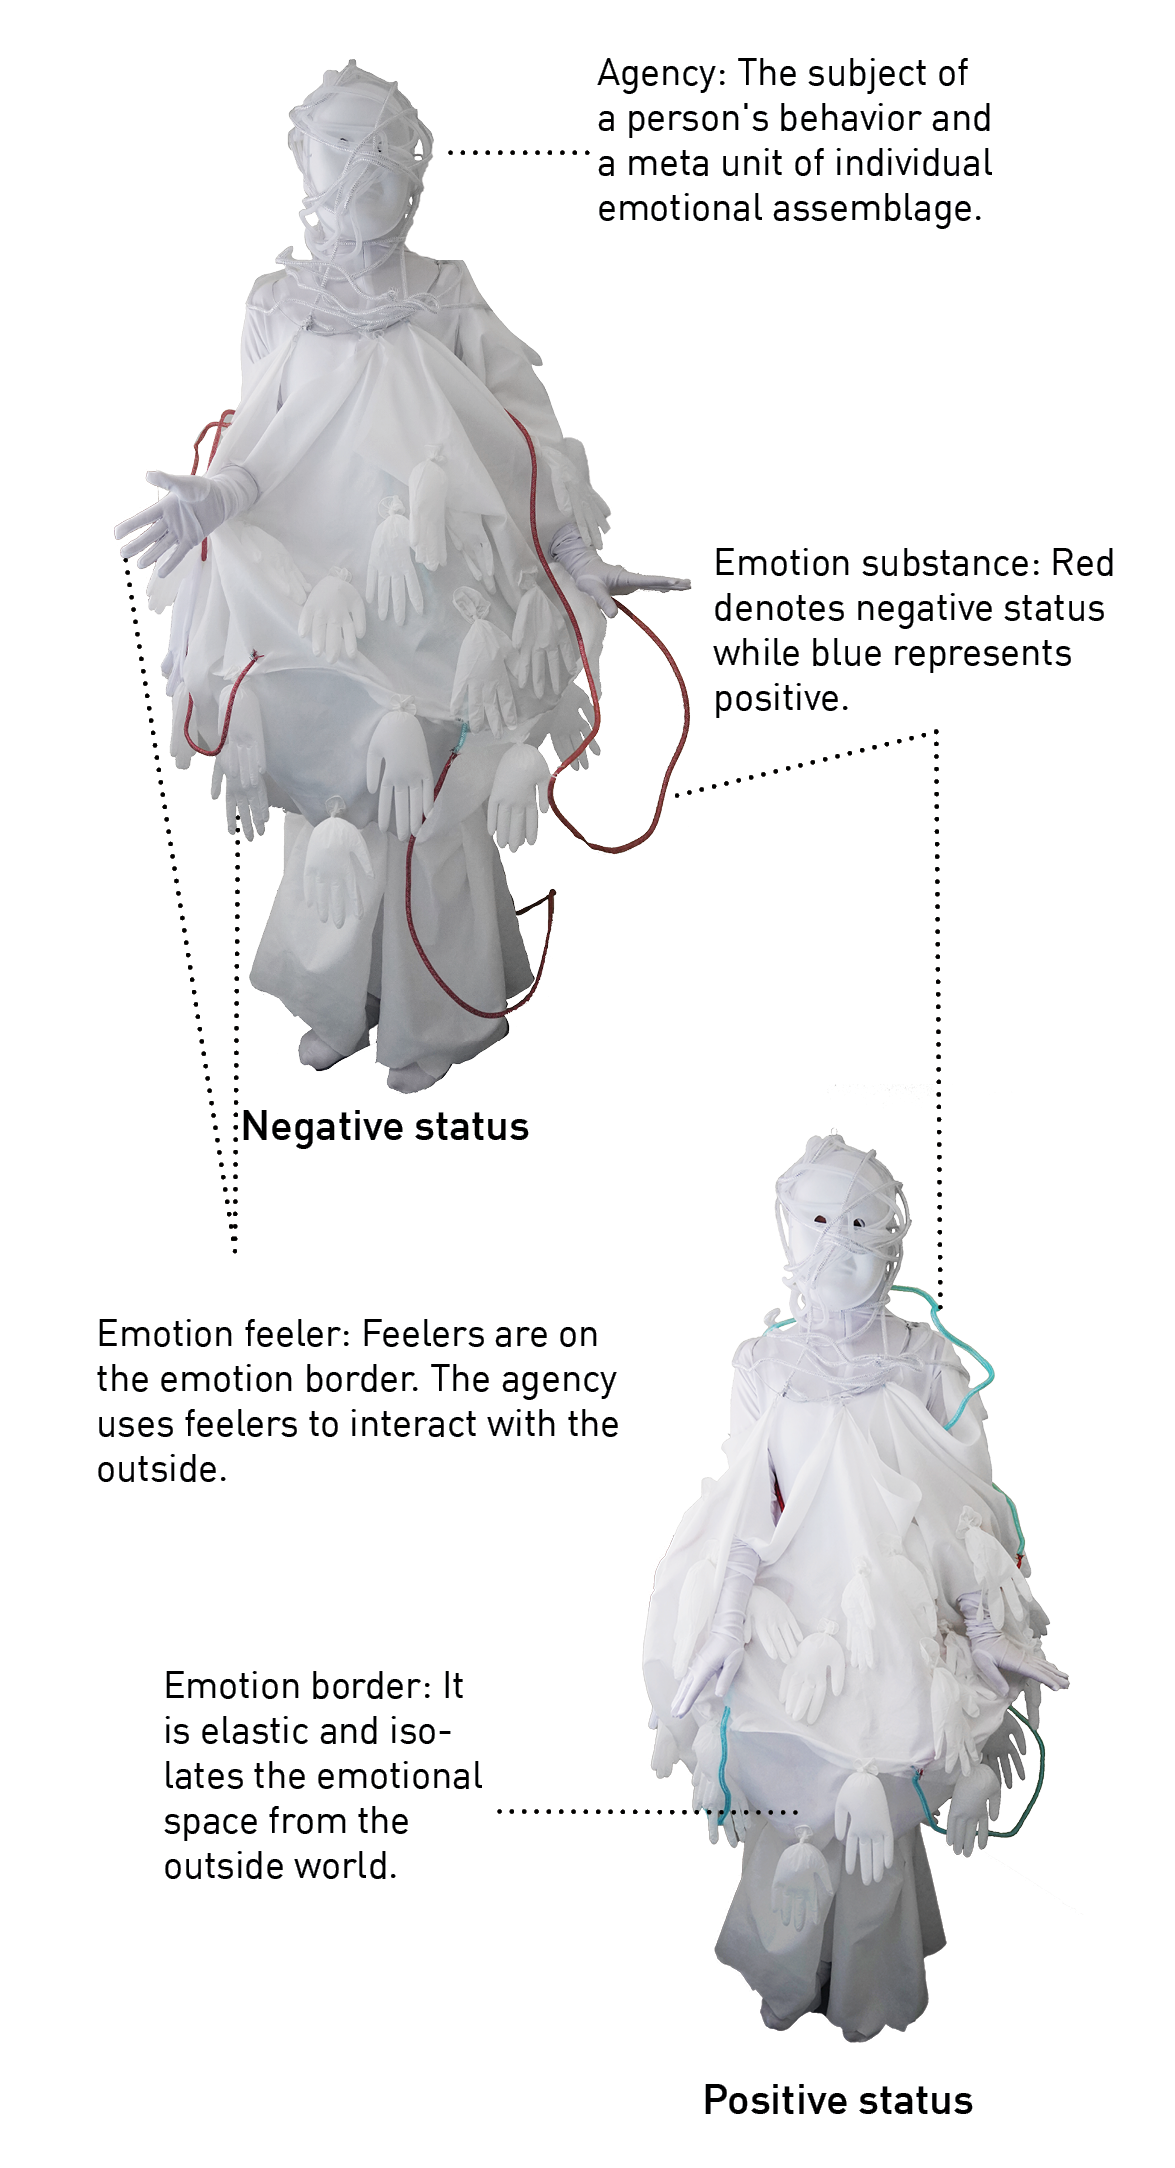 Agency: The subject of
a person's behavior and
a meta unit of individual
emotional assemblage.
Emotion substance: Red
denotes negative status
while blue represents
positive.
Negative status
Emotion feeler: Feelers are on
the emotion border. The agency
uses feelers to interact with the
outside.
Emotion border: It
is elastic and iso-
lates the emotional
space from the
outside world.
Positive status